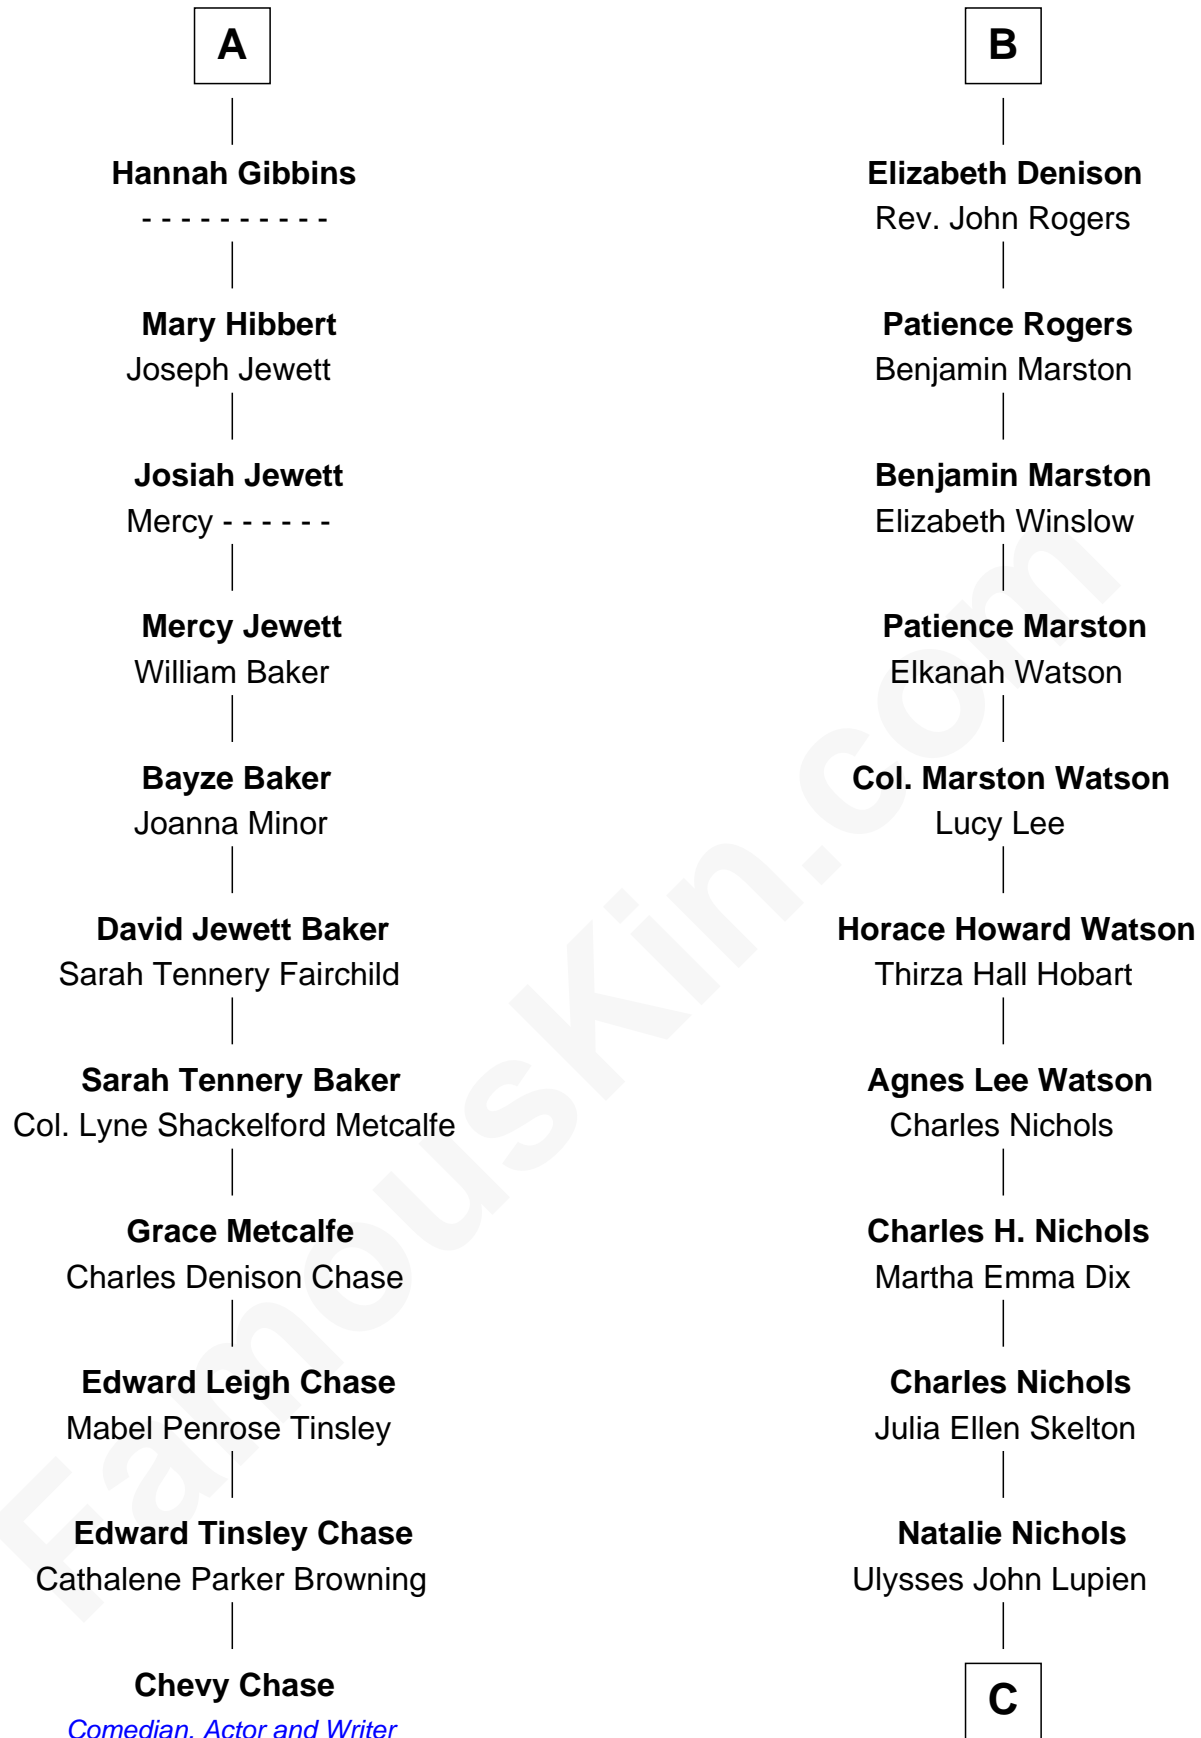 A
Hannah Gibbins
- - - - - - - - - -
Mary Hibbert
Joseph Jewett
Josiah Jewett
Mercy - - - - - -
Mercy Jewett
William Baker
Bayze Baker
Joanna Minor
David Jewett Baker
Sarah Tennery Fairchild
Sarah Tennery Baker
Col. Lyne Shackelford Metcalfe
Grace Metcalfe
Charles Denison Chase
Edward Leigh Chase
Mabel Penrose Tinsley
Edward Tinsley Chase
Cathalene Parker Browning
Chevy Chase
Comedian, Actor and Writer
B
Elizabeth Denison
Rev. John Rogers
Patience Rogers
Benjamin Marston
Benjamin Marston
Elizabeth Winslow
Patience Marston
Elkanah Watson
Col. Marston Watson
Lucy Lee
Horace Howard Watson
Thirza Hall Hobart
Agnes Lee Watson
Charles Nichols
Charles H. Nichols
Martha Emma Dix
Charles Nichols
Julia Ellen Skelton
Natalie Nichols
Ulysses John Lupien
C
FamousKin.com